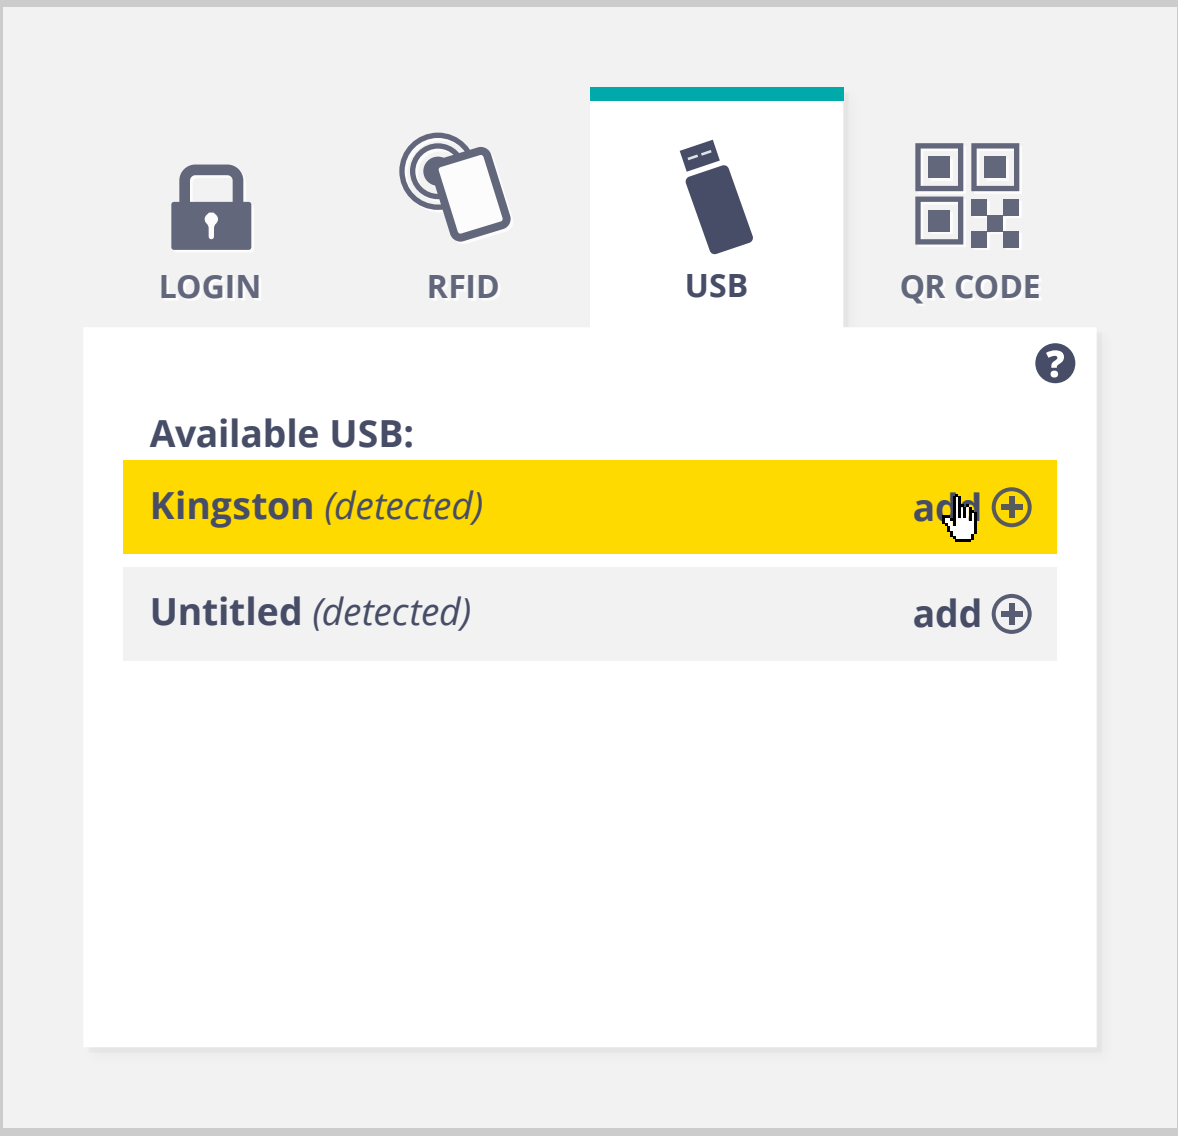 LOGIN
RFID
USB
QR CODE
?
Available USB:
Kingston (detected) add
Untitled (detected) add